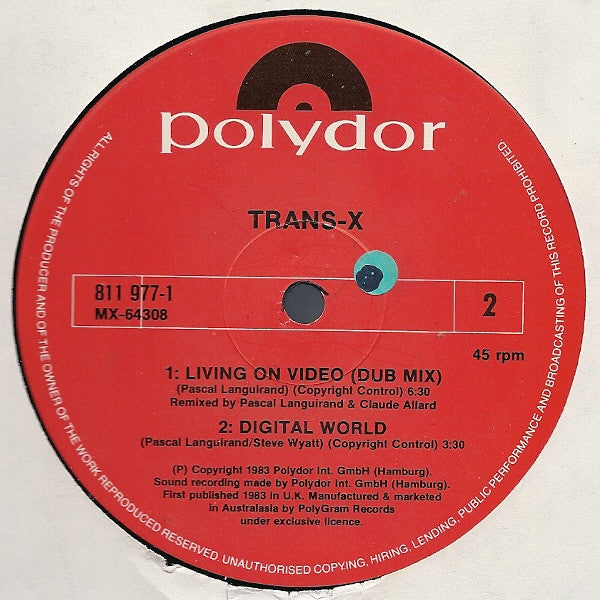 polydor
TRANS-X
811 977-1
MX-64308
2
45 rpm
1: LIVING ON VIDEO (DUB MIX)
(Pascal Languirand) (Copyright Control) 6:30
Remixed by Pascal Languirand & Claude Allard
2: DIGITAL WORLD
(Pascal Languirand/Steve Wyatt) (Copyright Control) 3:30
(P) Copyright 1983 Polydor Int. GmbH (Hamburg).
Sound recording made by Polydor Int. GmbH (Hamburg).
First published 1983 in U.K. Manufactured & marketed
in Australasia by PolyGram Records
under exclusive licence.
ALL RIGHTS OF THE PRODUCER AND OF THE OWNER OF THE WORK REPRODUCED RESERVED. UNAUTHORISED COPYING, HIRING, LENDING, PUBLIC PERFORMANCE AND BROADCASTING OF THIS RECORD PROHIBITED